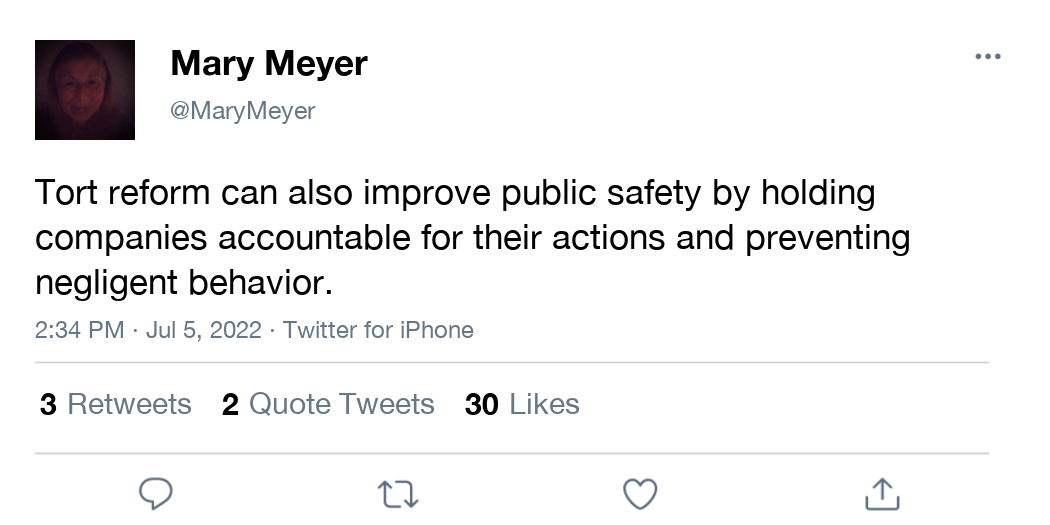 Mary Meyer
@MaryMeyer
Tort reform can also improve public safety by holding
companies accountable for their actions and preventing
negligent behavior.
2:34 PM · Jul 5, 2022 · Twitter for iPhone
3 Retweets 2 Quote Tweets 30 Likes